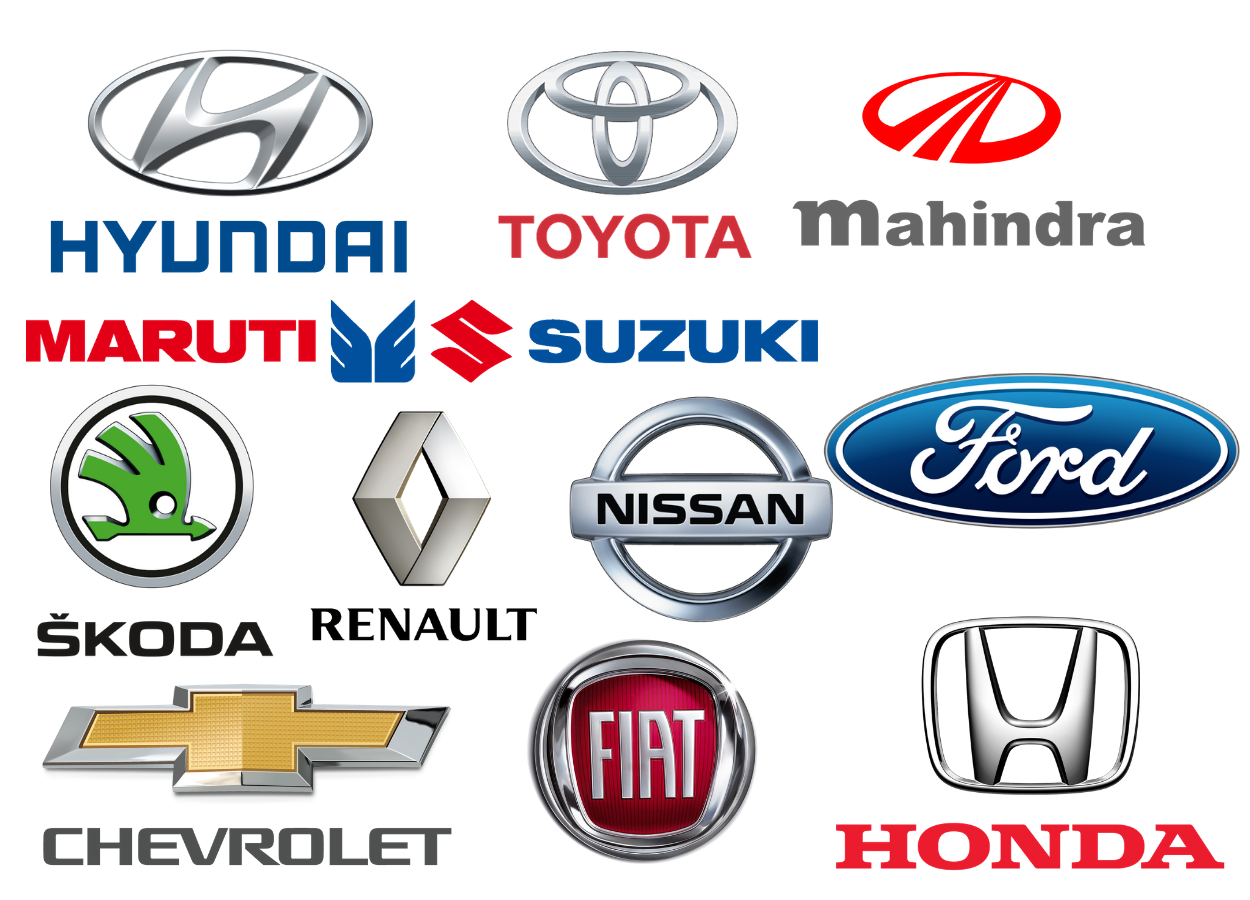 HYUNDAI
TOYOTA
mahindra
MARUTI SUZUKI
ŠKODA
RENAULT
NISSAN
Ford
CHEVROLET
FIAT
HONDA